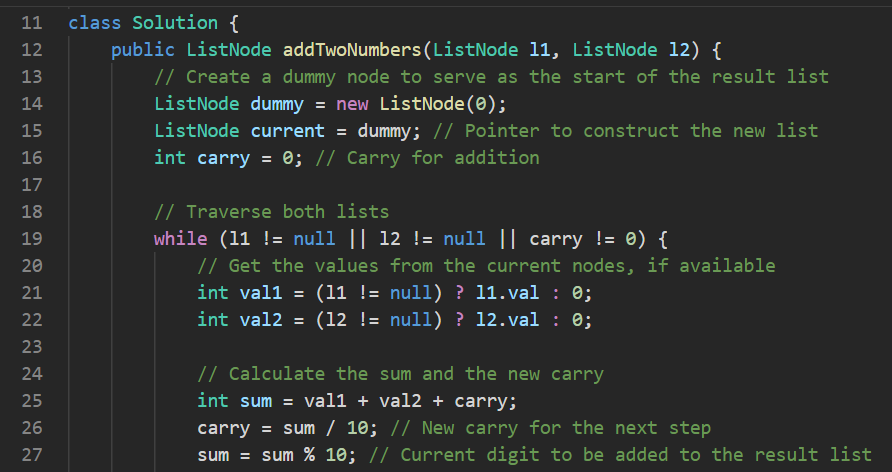 11 class Solution {
12     public ListNode addTwoNumbers(ListNode l1, ListNode l2) {
13         // Create a dummy node to serve as the start of the result list
14         ListNode dummy = new ListNode(0);
15         ListNode current = dummy; // Pointer to construct the new list
16         int carry = 0; // Carry for addition
17
18         // Traverse both lists
19         while (l1 != null || l2 != null || carry != 0) {
20             // Get the values from the current nodes, if available
21             int val1 = (l1 != null) ? l1.val : 0;
22             int val2 = (l2 != null) ? l2.val : 0;
23
24             // Calculate the sum and the new carry
25             int sum = val1 + val2 + carry;
26             carry = sum / 10; // New carry for the next step
27             sum = sum % 10; // Current digit to be added to the result list